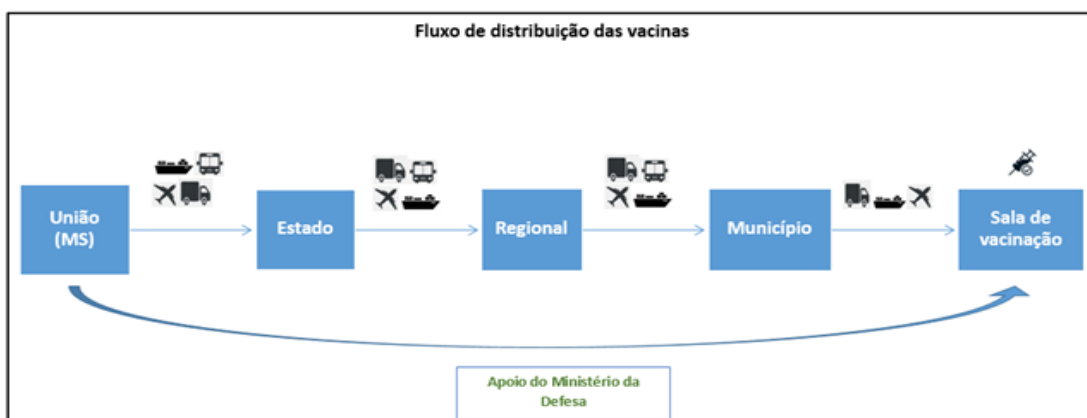 Fluxo de distribuição das vacinas
União
(MS)
Estado
Regional
Município
Sala de
vacinação
Apoio do Ministério da
Defesa